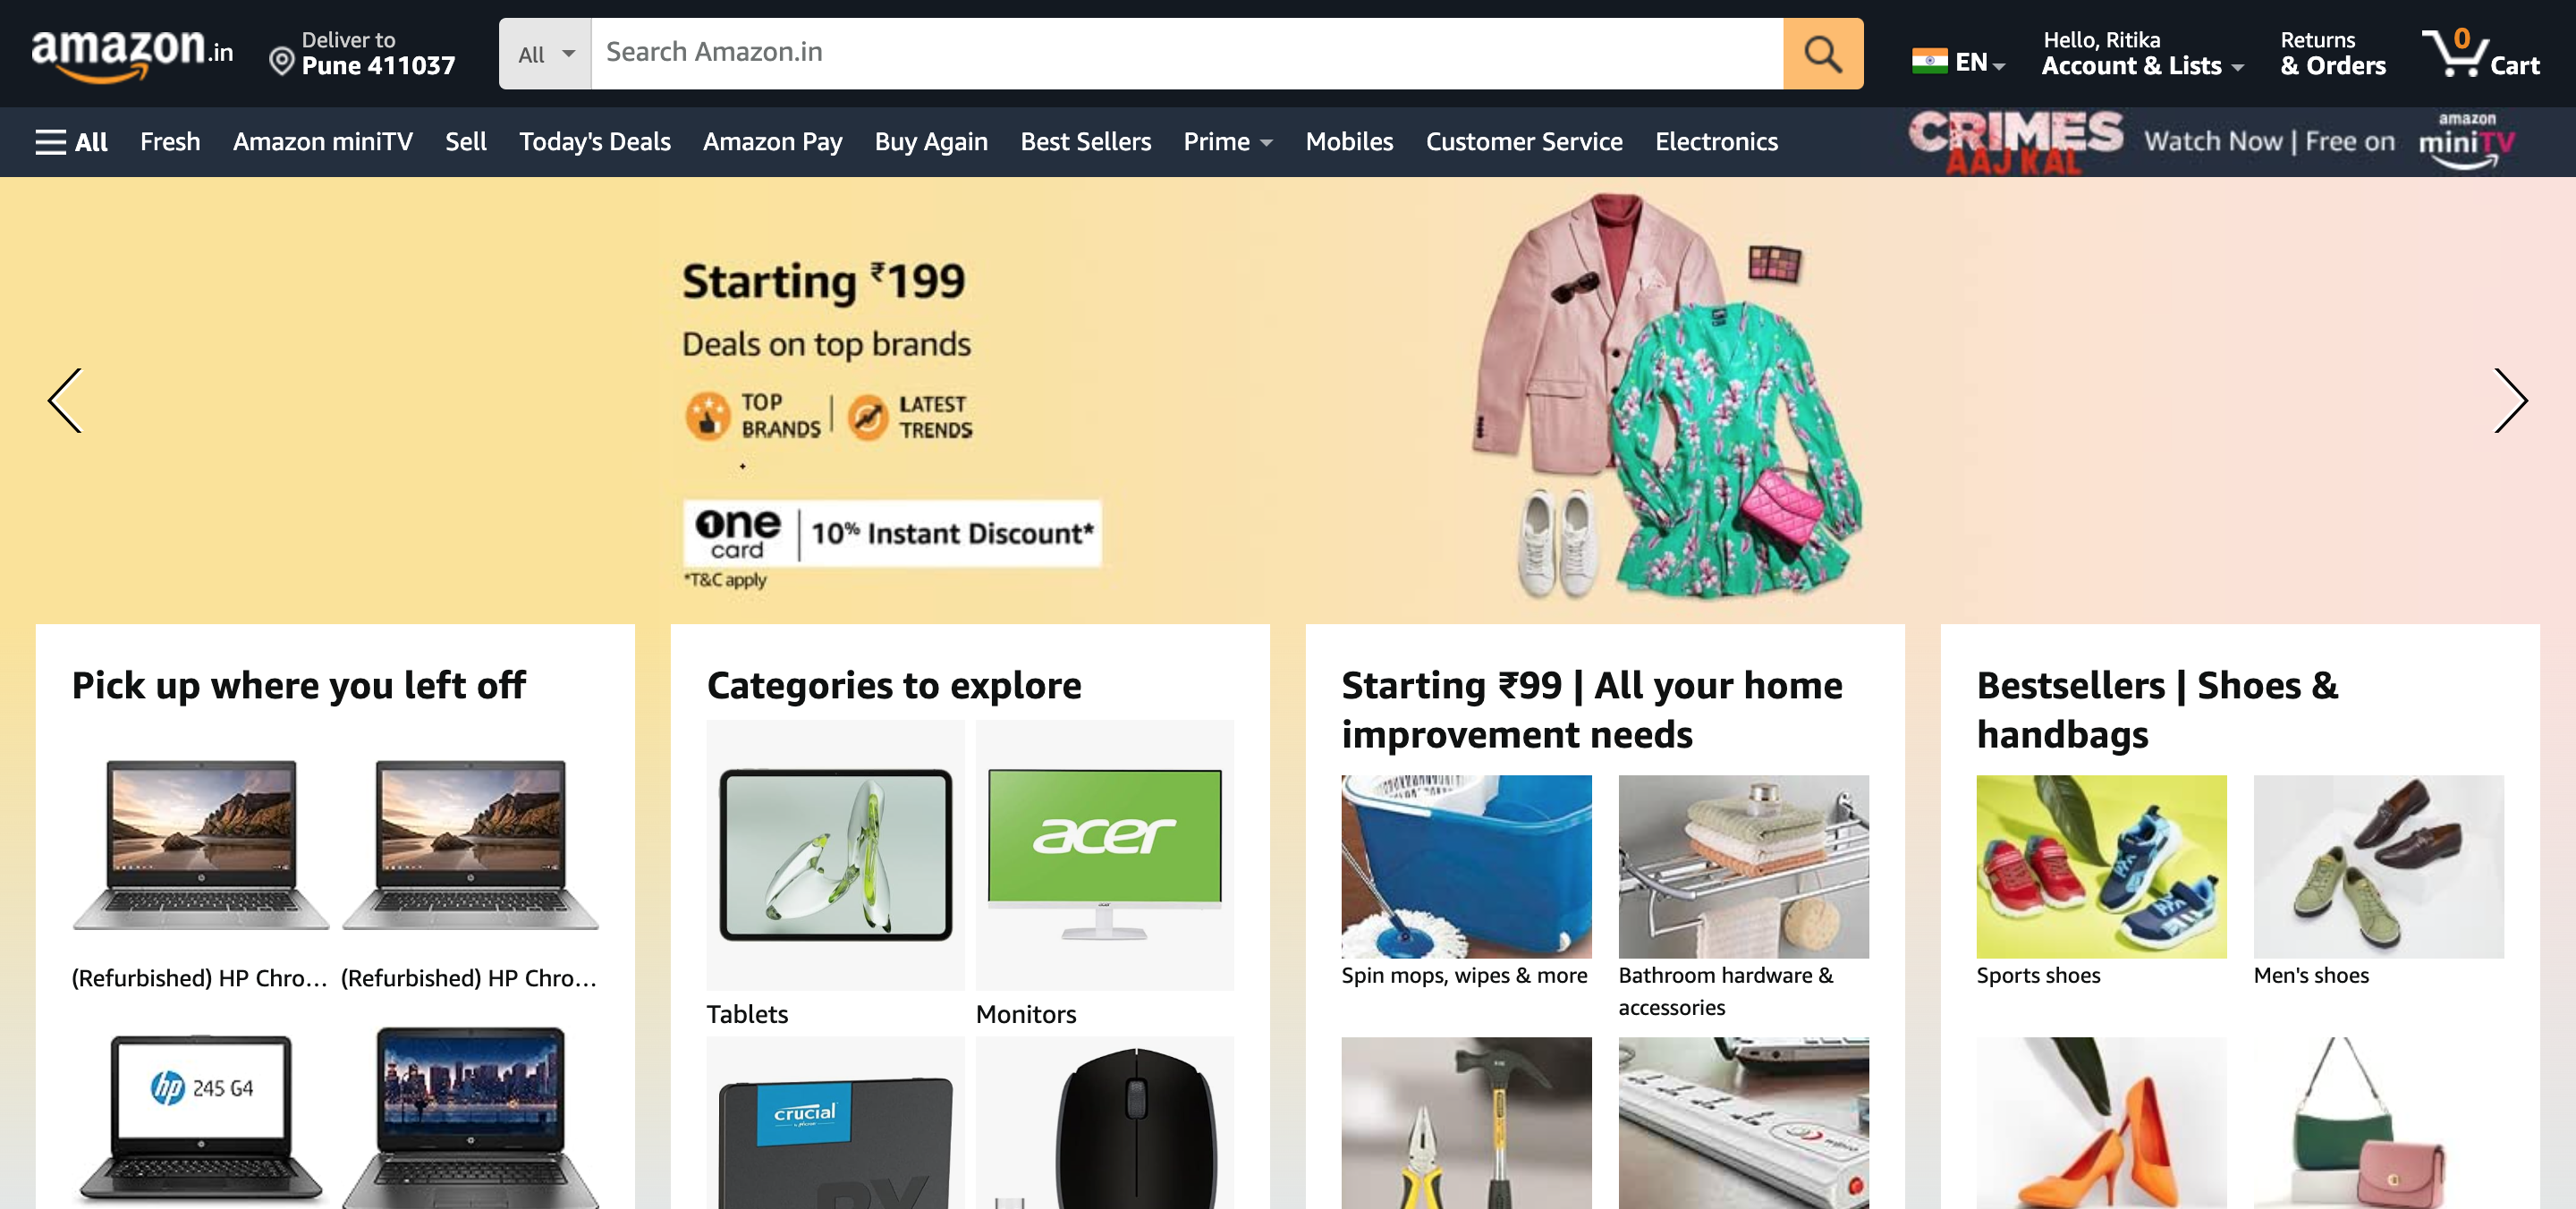 amazon.in
Deliver to
Pune 411037
All
Search Amazon.in
EN
Hello, Ritika
Account & Lists
Returns
& Orders
0
Cart
All
Fresh
Amazon miniTV
Sell
Today's Deals
Amazon Pay
Buy Again
Best Sellers
Prime
Mobiles
Customer Service
Electronics
CRIMES
AAJ KAL
Watch Now | Free on
amazon
miniTV
Starting ₹199
Deals on top brands
TOP
BRANDS
LATEST
TRENDS
one
card
10% Instant Discount*
*T&C apply
Pick up where you left off
(Refurbished) HP Chro...
(Refurbished) HP Chro...
hp 245 G4
Categories to explore
acer
acer
Tablets
Monitors
crucial
Starting ₹99 | All your home
improvement needs
Spin mops, wipes & more
Bathroom hardware &
accessories
wipro
Bestsellers | Shoes &
handbags
Sports shoes
Men's shoes